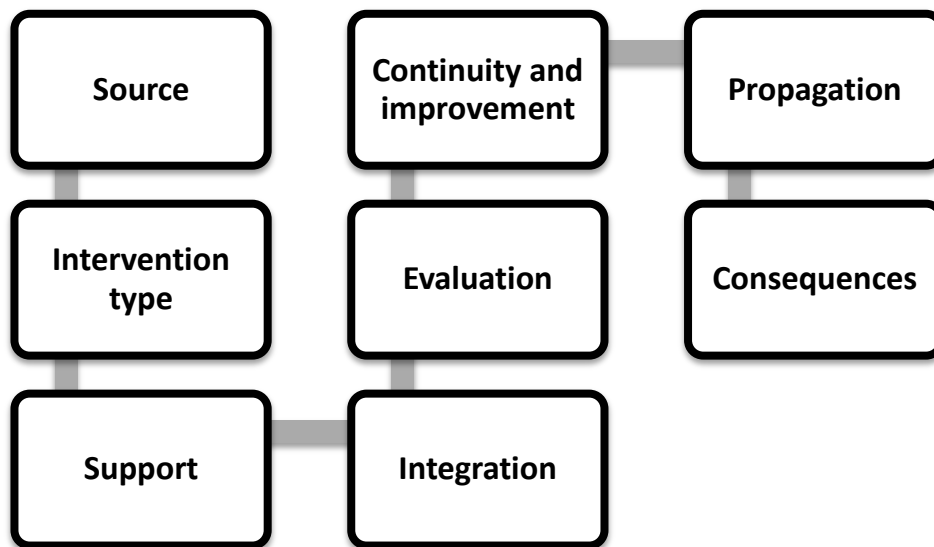 Source
Intervention
type
Support
Integration
Evaluation
Continuity and
improvement
Propagation
Consequences